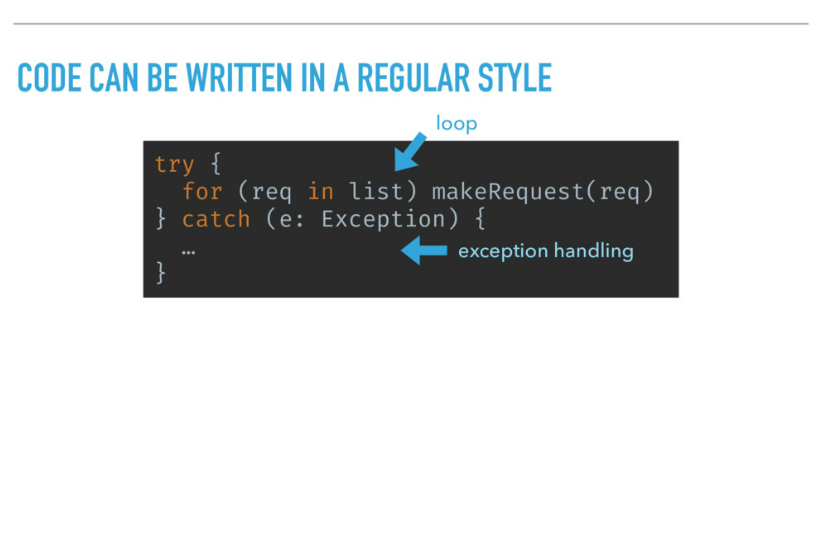 CODE CAN BE WRITTEN IN A REGULAR STYLE
loop
try {
  for (req in list) makeRequest(req)
} catch (e: Exception) {
  …
exception handling
}